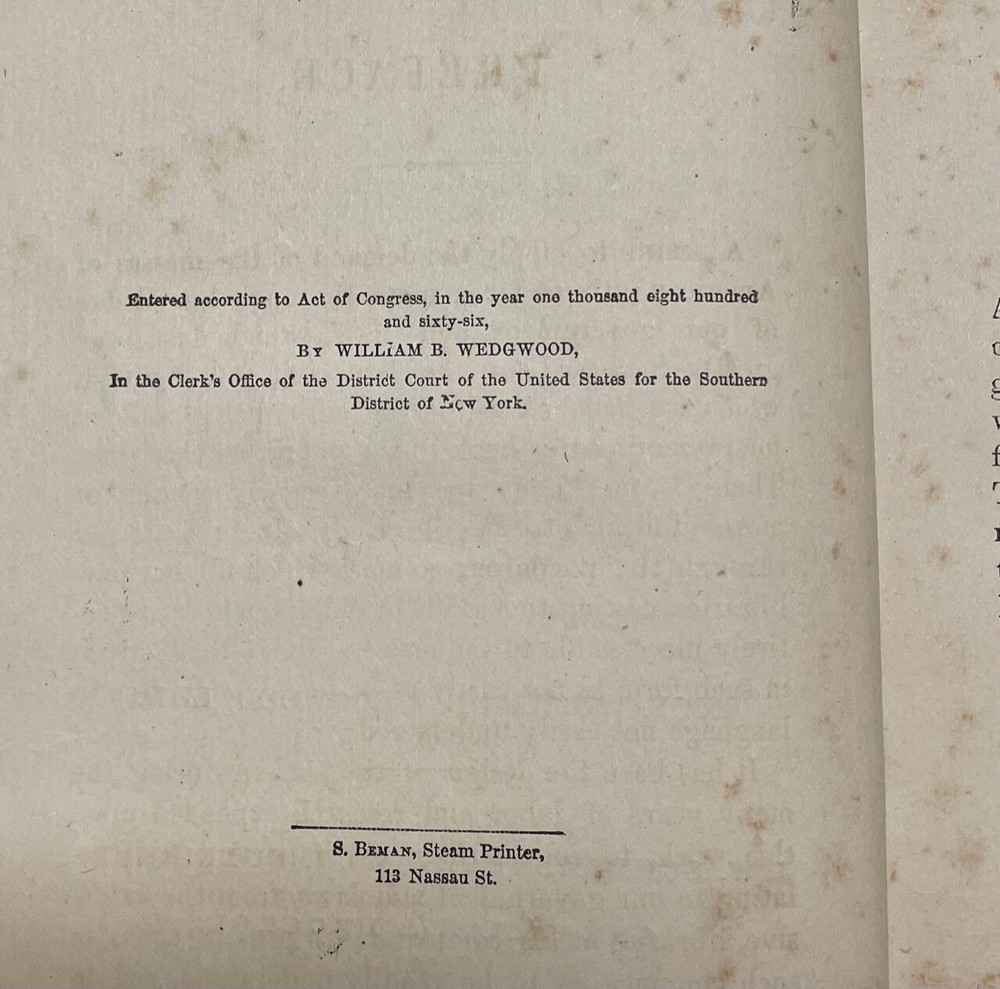 Entered according to Act of Congress, in the year one thousand eight hundred
and sixty-six,
By WILLIAM B. WEDGWOOD,
In the Clerk's Office of the District Court of the United States for the Southern
District of New York.
S. Beman, Steam Printer,
113 Nassau St.